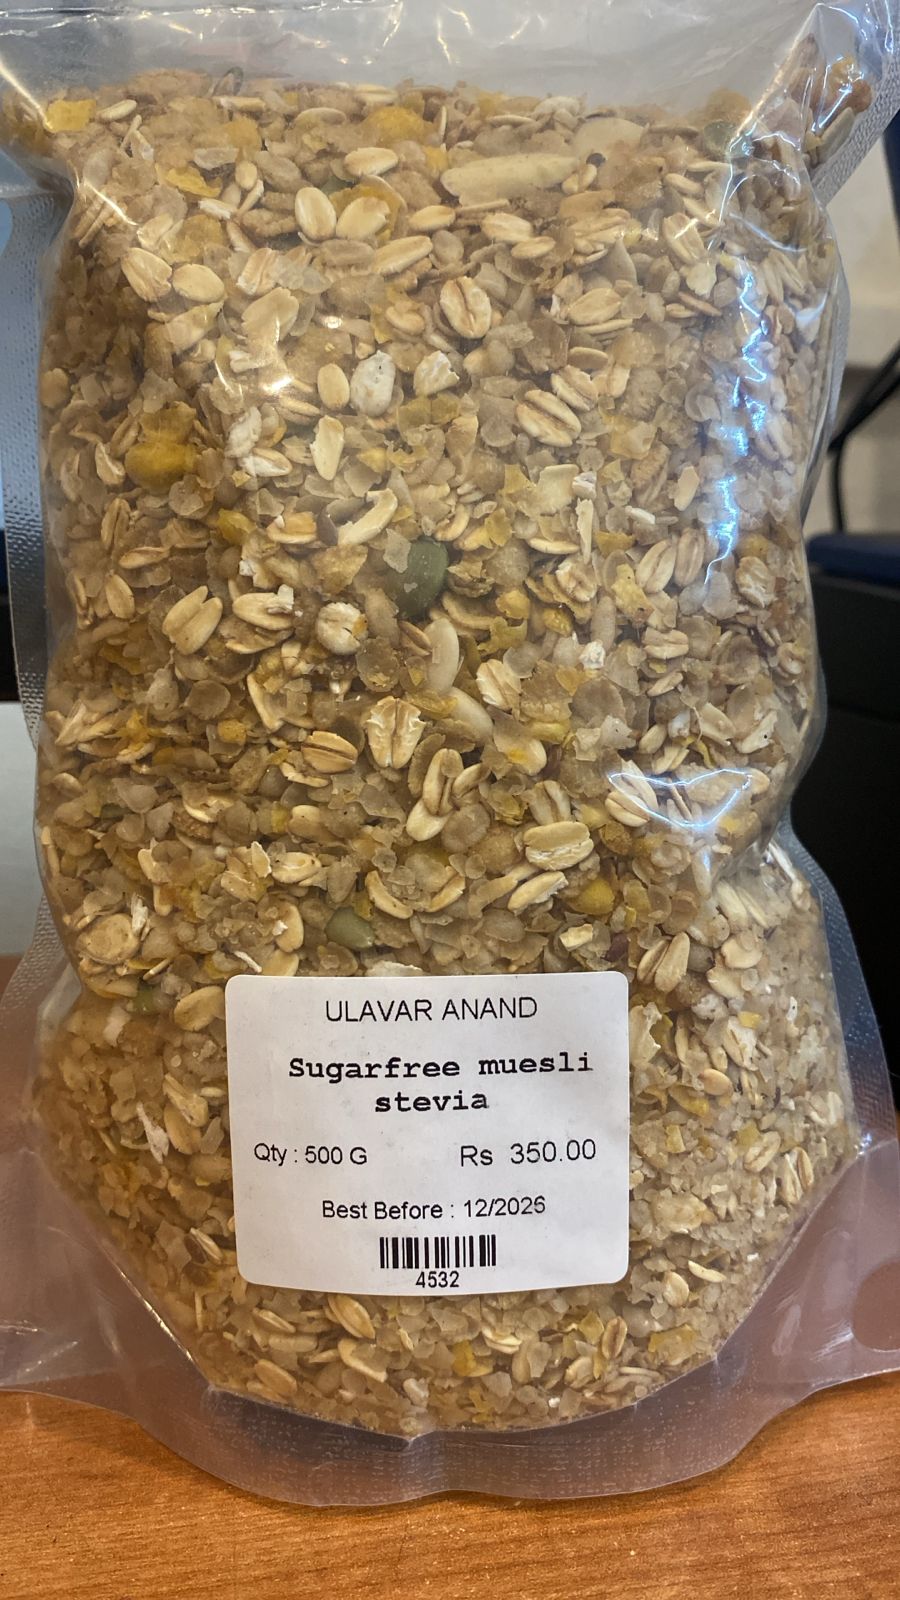 ULAVAR ANAND
Sugarfree muesli
stevia
Qty : 500 G Rs 350.00
Best Before : 12/2026
4532